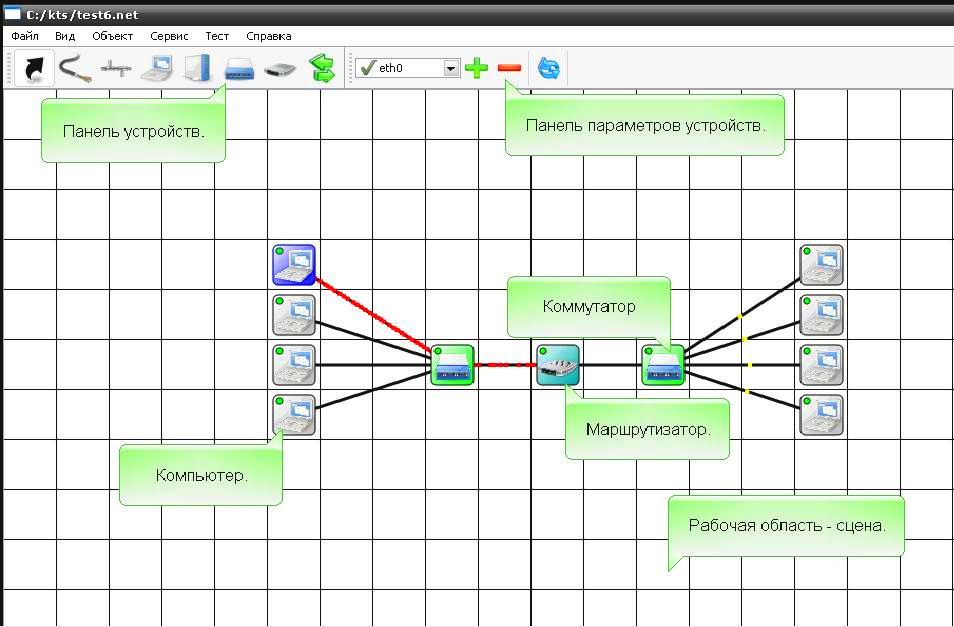 C:/kts/test6.net
Файл Вид Объект Сервис Тест Справка
eth0
Панель устройств.
Панель параметров устройств.
Коммутатор
Маршрутизатор.
Компьютер.
Рабочая область - сцена.